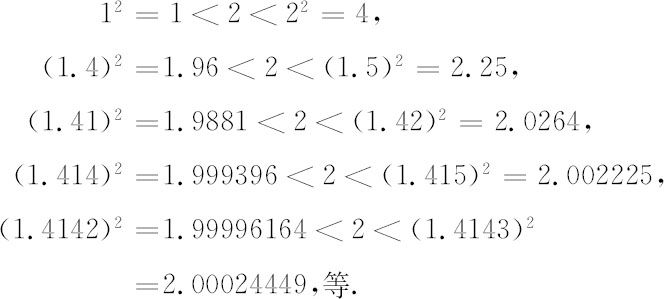 1² = 1 < 2 < 2² = 4,
(1.4)² =1.96 < 2 < (1.5)² = 2.25,
(1.41)² =1.9881 < 2 < (1.42)² = 2.0264,
(1.414)² =1.999396 < 2 < (1.415)² = 2.002225,
(1.4142)² =1.99996164 < 2 < (1.4143)²
=2.00024449,等.